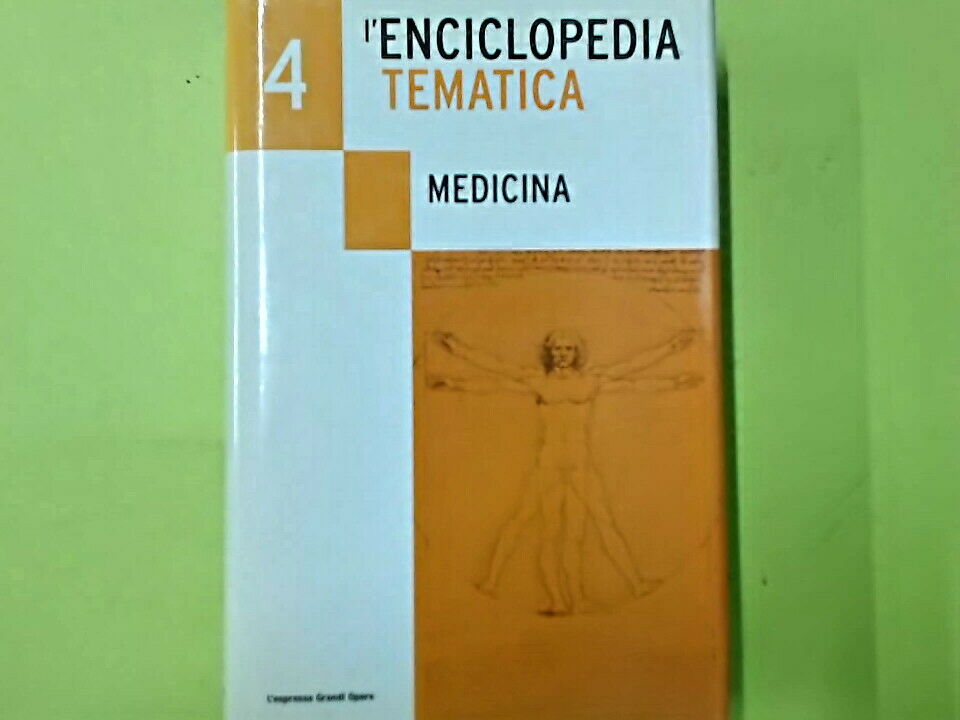 4
l'ENCICLOPEDIA
TEMATICA
MEDICINA
L'espresso Grandi Opere